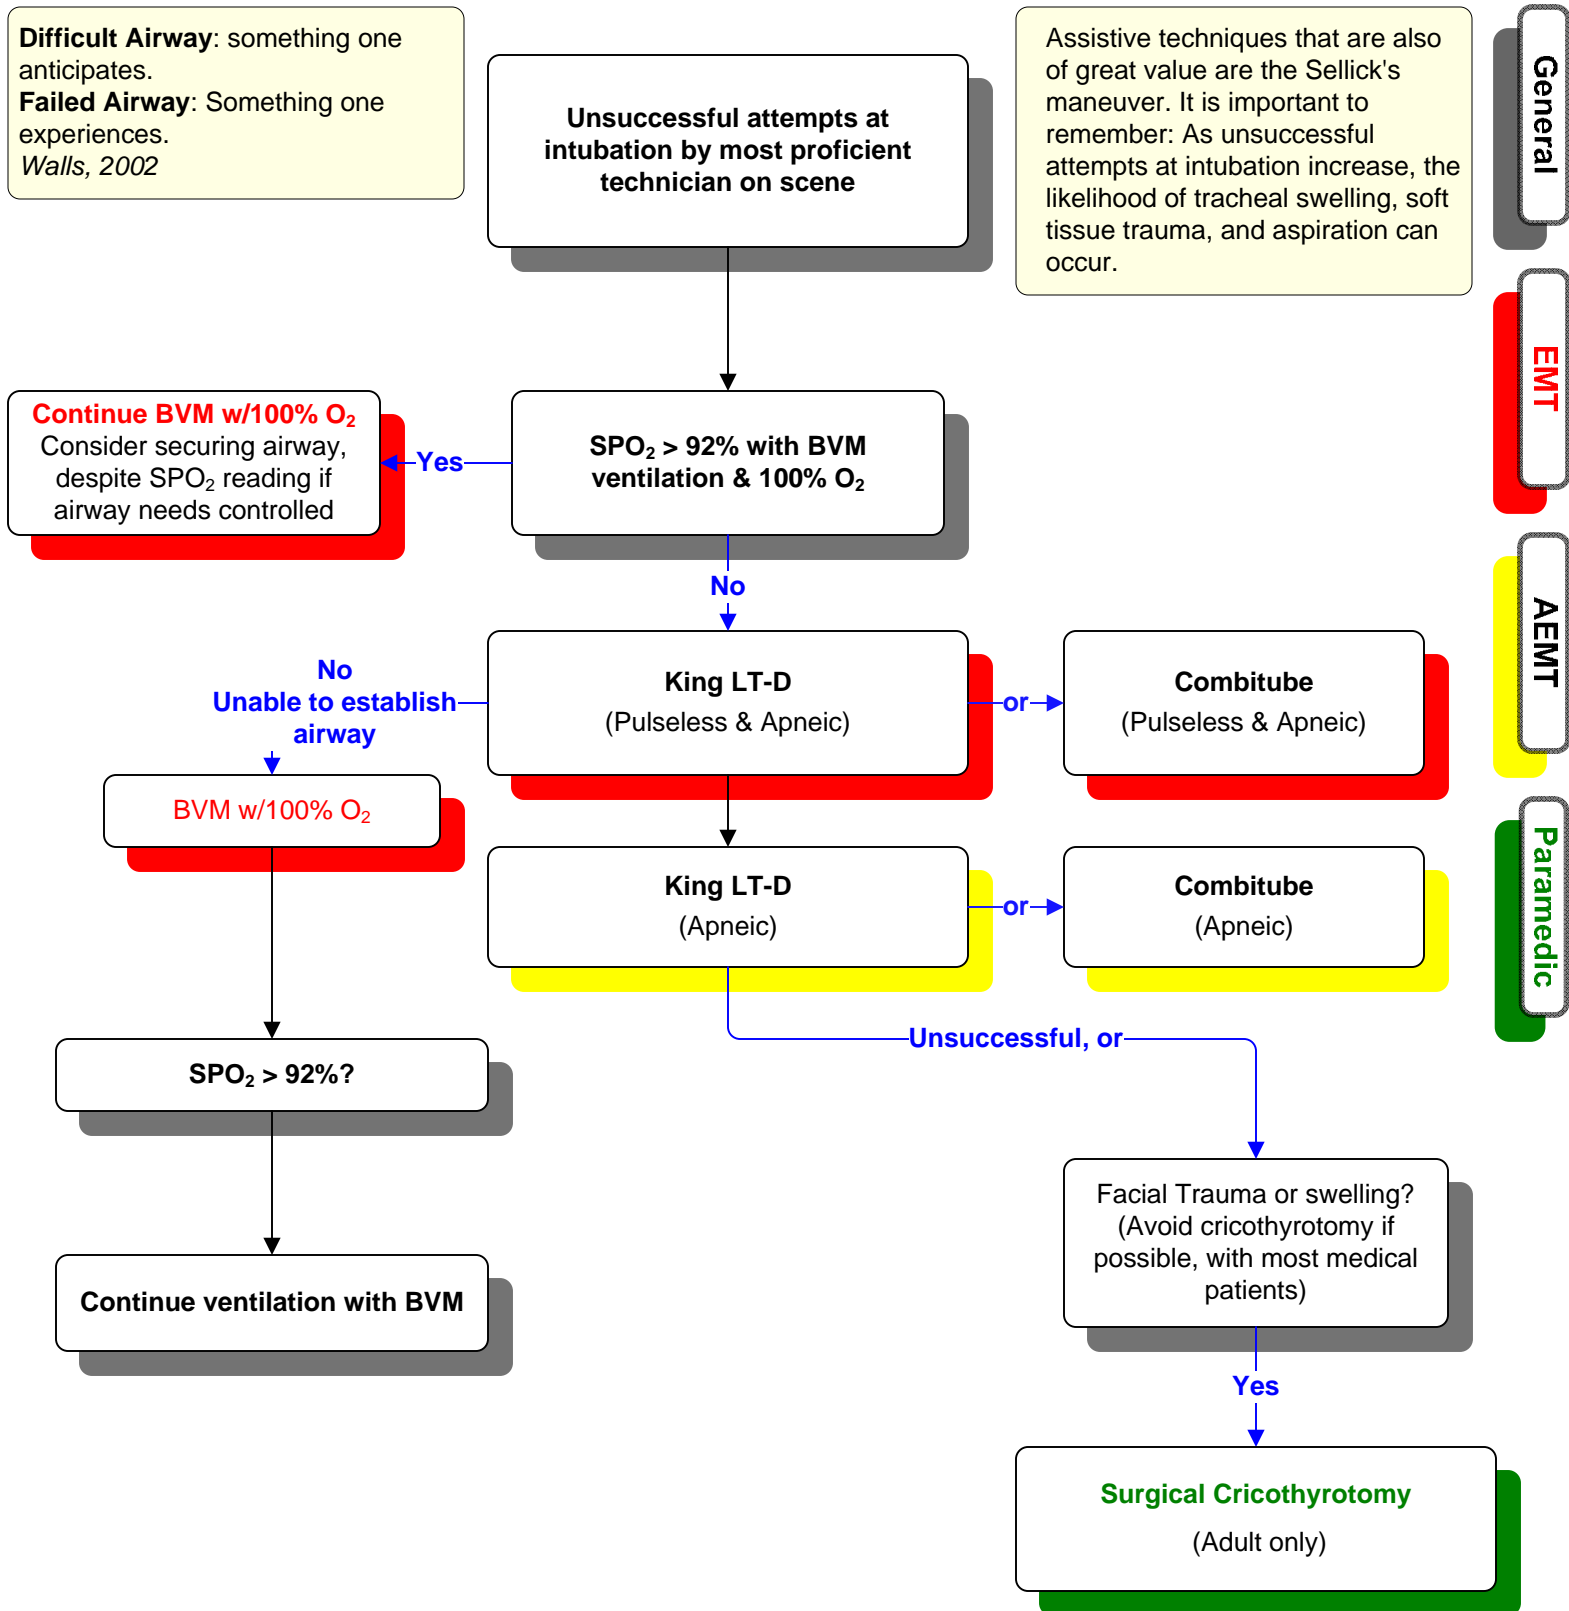 Difficult Airway: something one
anticipates.
Failed Airway: Something one
experiences.
Walls, 2002
Unsuccessful attempts at
intubation by most proficient
technician on scene
Assistive techniques that are also
of great value are the Sellick's
maneuver. It is important to
remember: As unsuccessful
attempts at intubation increase, the
likelihood of tracheal swelling, soft
tissue trauma, and aspiration can
occur.
General
EMT
AEMT
Paramedic
Continue BVM w/100% O₂
Consider securing airway,
despite SPO₂ reading if
airway needs controlled
Yes
SPO₂ > 92% with BVM
ventilation & 100% O₂
No
No
Unable to establish
airway
King LT-D
(Pulseless & Apneic)
or
Combitube
(Pulseless & Apneic)
BVM w/100% O₂
King LT-D
(Apneic)
or
Combitube
(Apneic)
Unsuccessful, or
SPO₂ > 92%?
Facial Trauma or swelling?
(Avoid cricothyrotomy if
possible, with most medical
patients)
Continue ventilation with BVM
Yes
Surgical Cricothyrotomy
(Adult only)